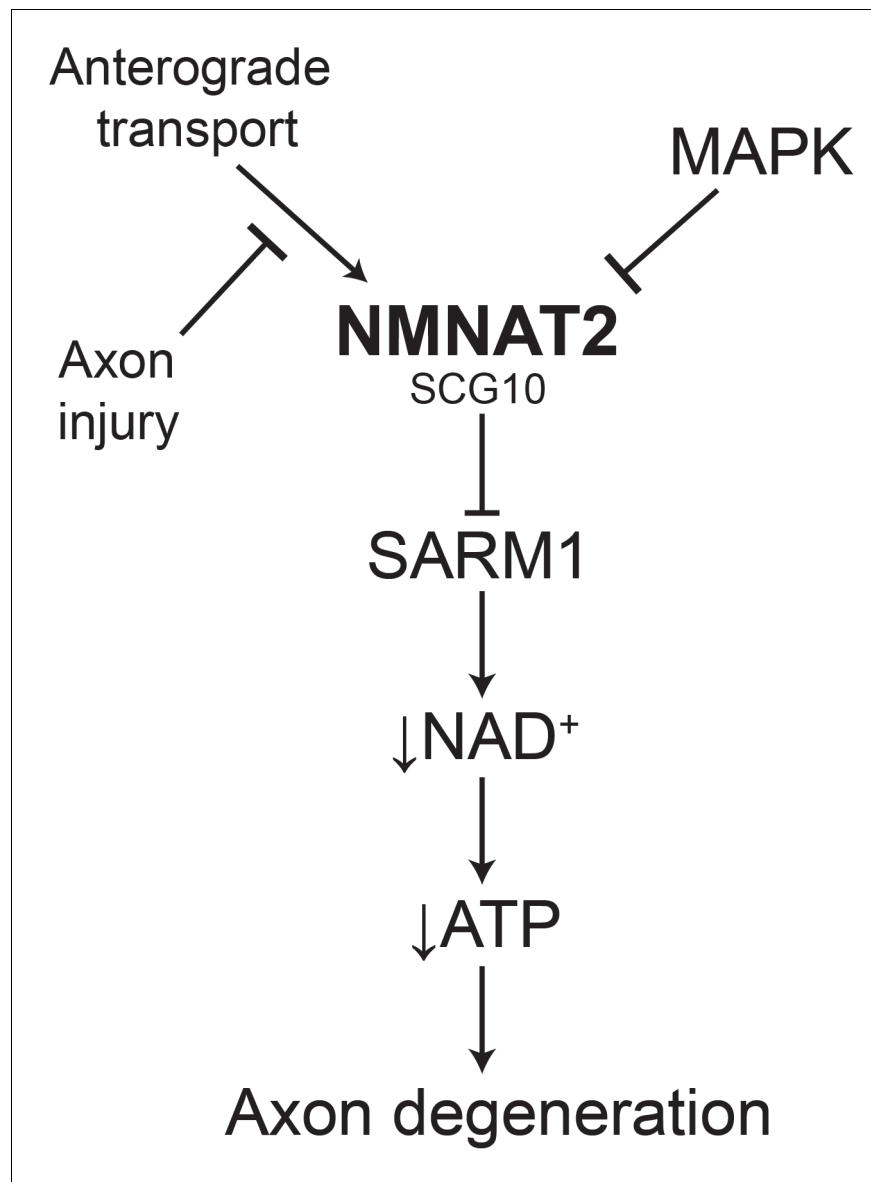 Anterograde
transport
MAPK
Axon
injury
NMNAT2
SCG10
SARM1
↓NAD⁺
↓ATP
Axon degeneration